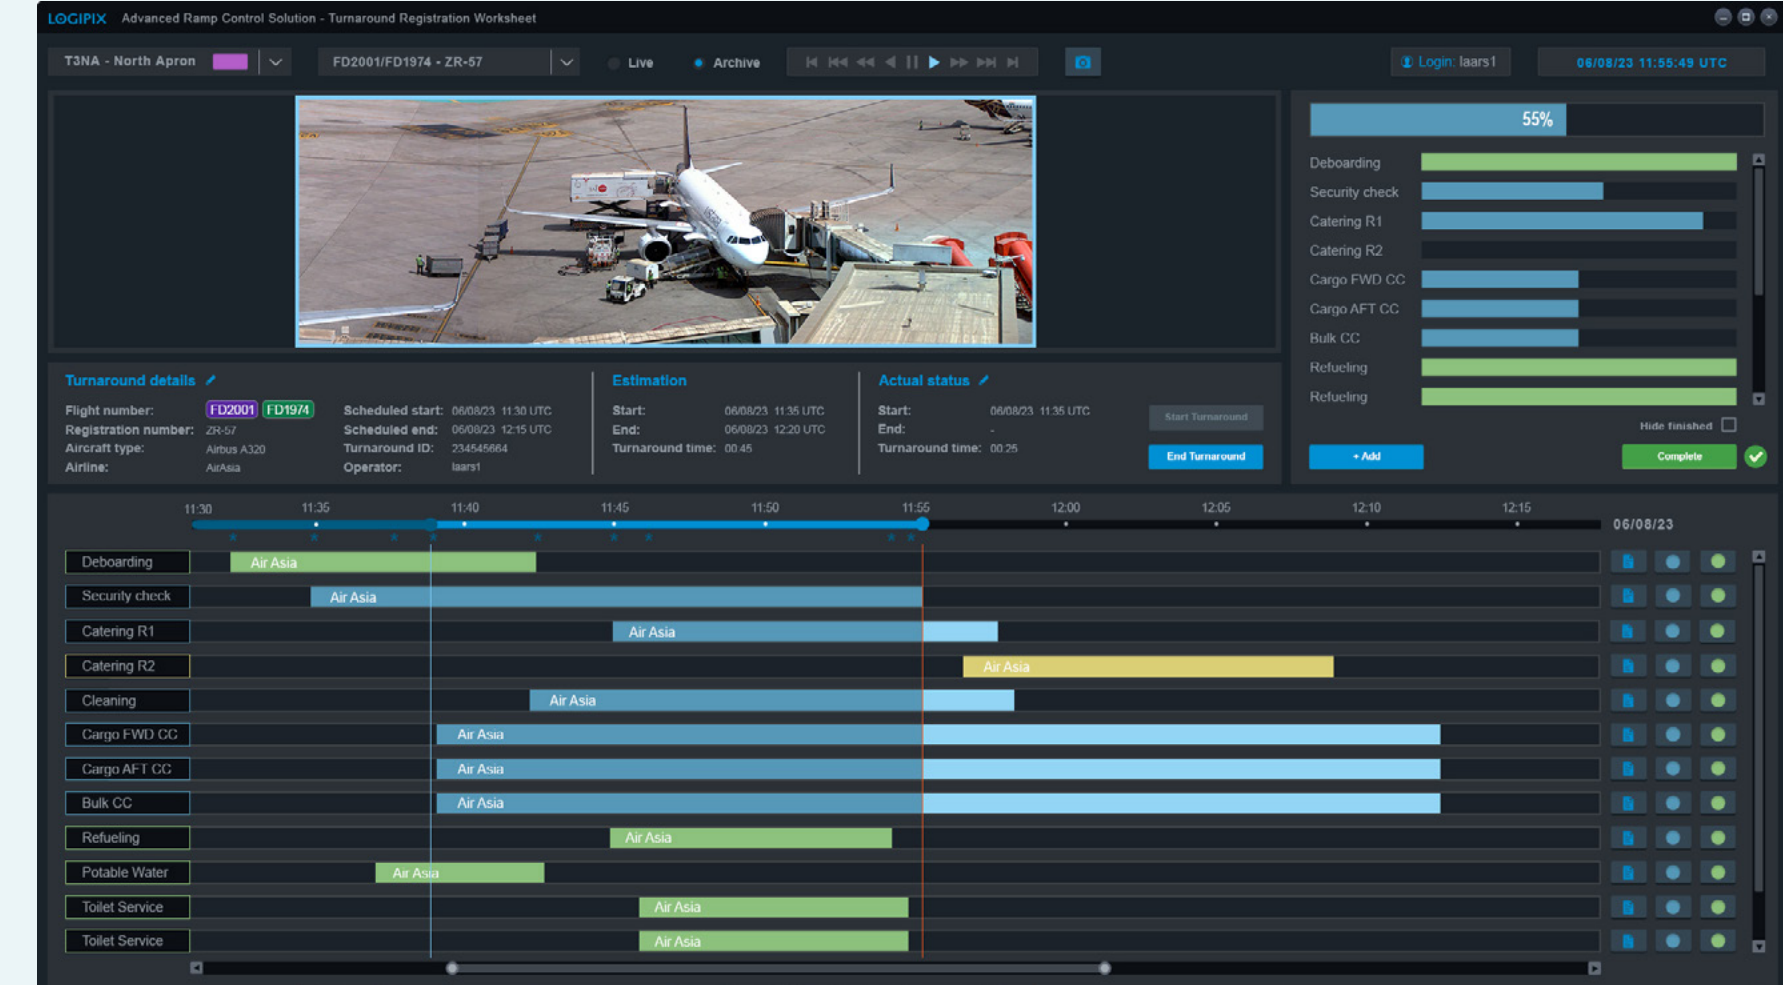 LOGIPIX Advanced Ramp Control Solution - Turnaround Registration Worksheet
T3NA - North Apron FD2001/FD1974 - ZR-57 Live Archive Login: laars1 06/08/23 11:55:49 UTC
55%
Deboarding
Security check
Catering R1
Catering R2
Cargo FWD CC
Cargo AFT CC
Bulk CC
Refueling
Refueling
Hide finished
+ Add Complete
Turnaround details
Flight number: FD2001 FD1974
Registration number: ZR-57
Aircraft type: Airbus A320
Airline: AirAsia
Scheduled start: 06/08/23 11:30 UTC
Scheduled end: 06/08/23 12:15 UTC
Turnaround ID: 234545664
Operator: laars1
Estimation
Start: 06/08/23 11:35 UTC
End: 06/08/23 12:20 UTC
Turnaround time: 00:45
Actual status
Start: 06/08/23 11:35 UTC
End: -
Turnaround time: 00:25
Start Turnaround
End Turnaround
11:30 11:35 11:40 11:45 11:50 11:55 12:00 12:05 12:10 12:15
06/08/23
Deboarding Air Asia
Security check Air Asia
Catering R1 Air Asia
Catering R2 Air Asia
Cleaning Air Asia
Cargo FWD CC Air Asia
Cargo AFT CC Air Asia
Bulk CC Air Asia
Refueling Air Asia
Potable Water Air Asia
Toilet Service Air Asia
Toilet Service Air Asia